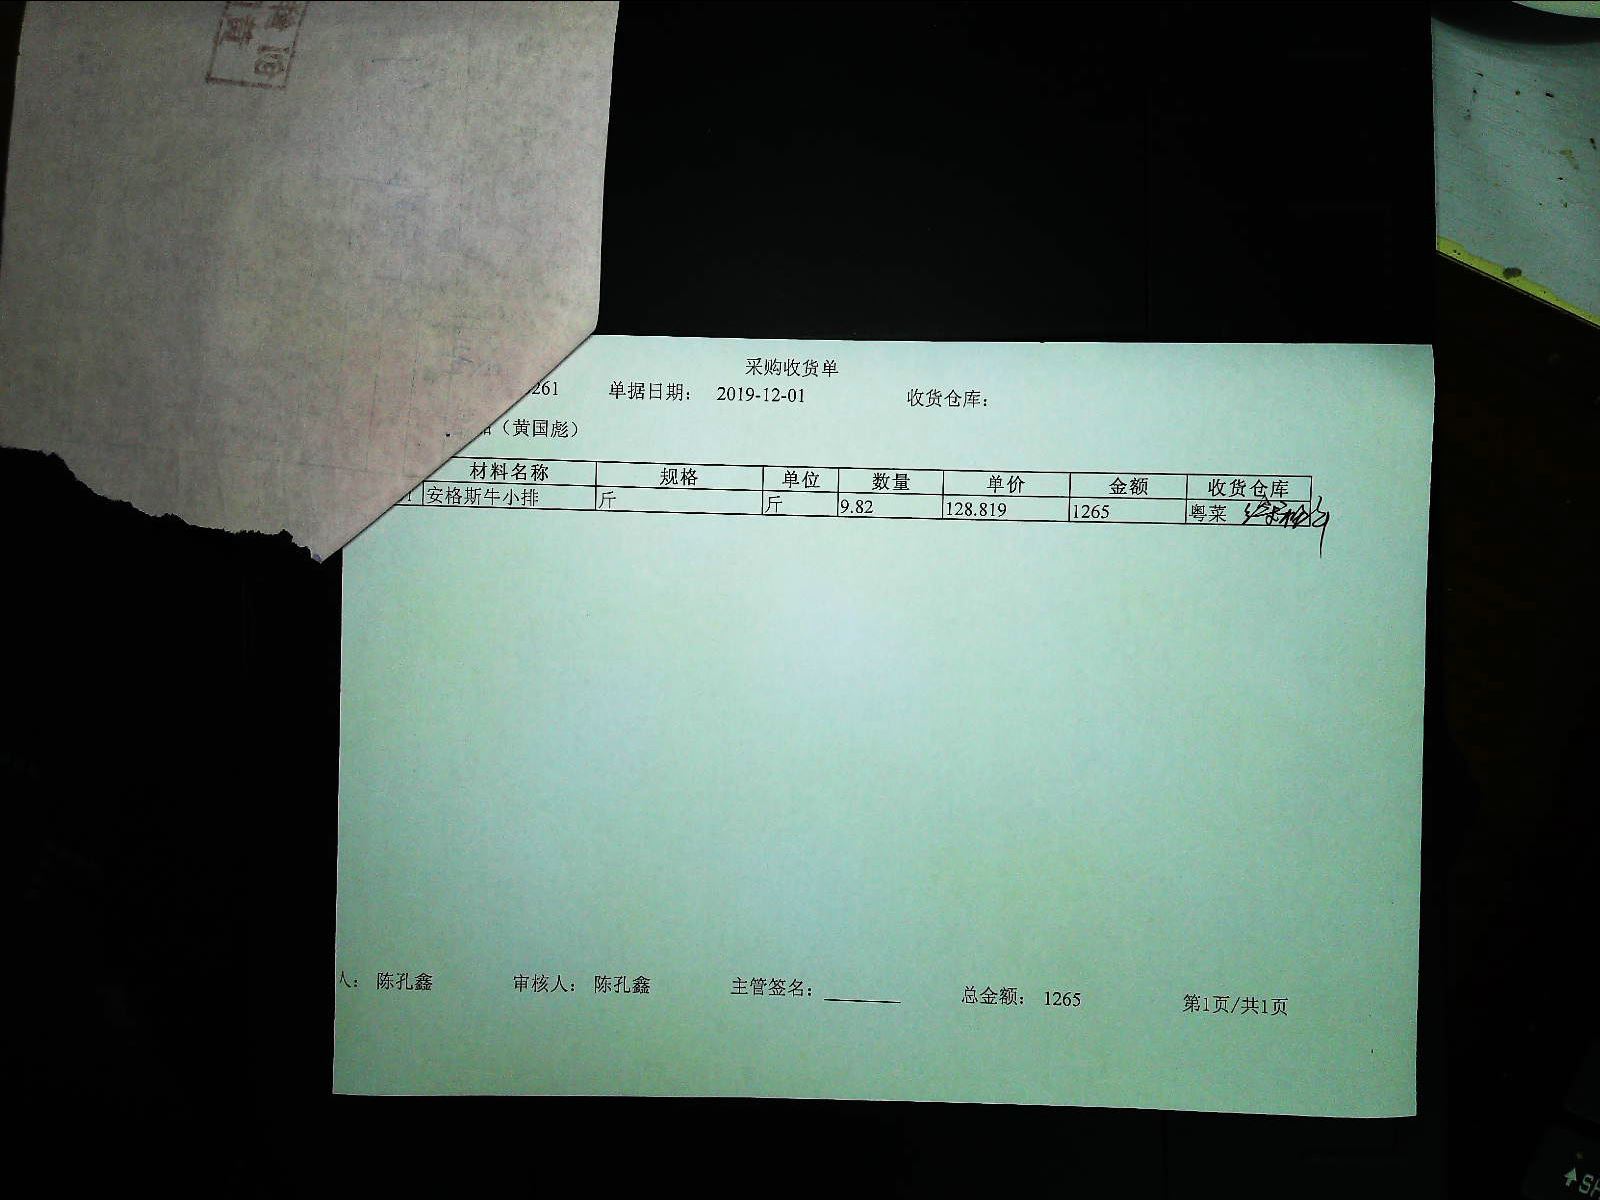 采购收货单
261 单据日期： 2019-12-01 收货仓库：
（黄国彪）
材料名称 规格 单位 数量 单价 金额 收货仓库
1 安格斯牛小排 斤 斤 9.82 128.819 1265 粤菜
人： 陈孔鑫 审核人： 陈孔鑫 主管签名： 总金额： 1265 第1页/共1页